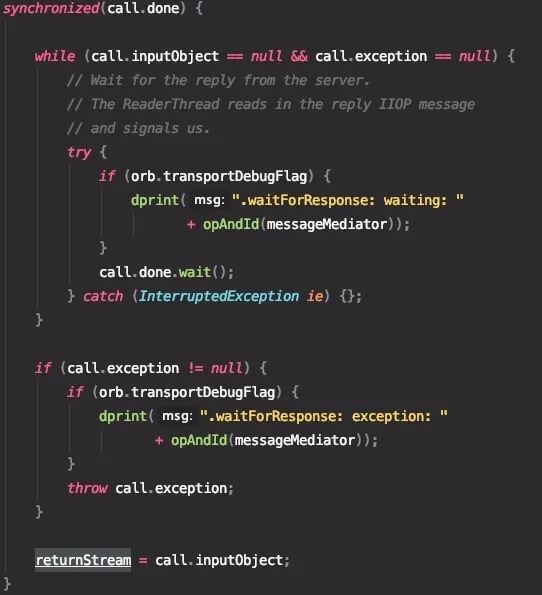 synchronized(call.done) {
while (call.inputObject == null && call.exception == null) {
// Wait for the reply from the server.
// The ReaderThread reads in the reply IIOP message
// and signals us.
try {
if (orb.transportDebugFlag) {
dprint( msg: ".waitForResponse: waiting: "
+ opAndId(messageMediator));
}
call.done.wait();
} catch (InterruptedException ie) {};
}
if (call.exception != null) {
if (orb.transportDebugFlag) {
dprint( msg: ".waitForResponse: exception: "
+ opAndId(messageMediator));
}
throw call.exception;
}
returnStream = call.inputObject;
}